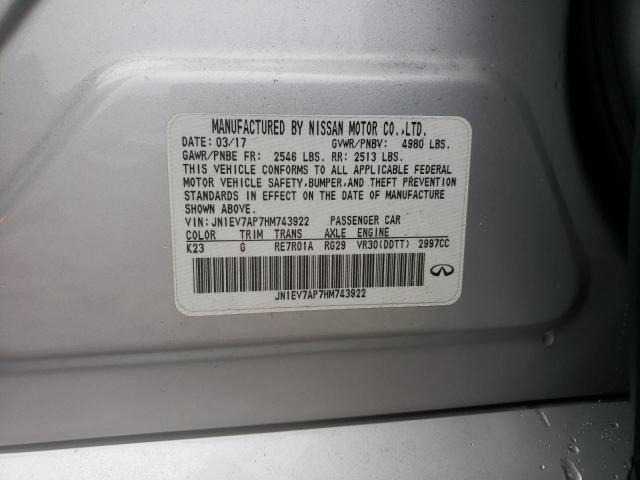 MANUFACTURED BY NISSAN MOTOR CO.,LTD.
DATE: 03/17 GVWR/PNBV: 4980 LBS.
GAWR/PNBE FR: 2546 LBS. RR: 2513 LBS.
THIS VEHICLE CONFORMS TO ALL APPLICABLE FEDERAL
MOTOR VEHICLE SAFETY,BUMPER,AND THEFT PREVENTION
STANDARDS IN EFFECT ON THE DATE OF MANUFACTURE
SHOWN ABOVE.
VIN: JN1EV7AP7HM743922 PASSENGER CAR
COLOR TRIM TRANS AXLE ENGINE
K23 G RE7R01A RG29 VR30(DDTT) 2997CC
JN1EV7AP7HM743922